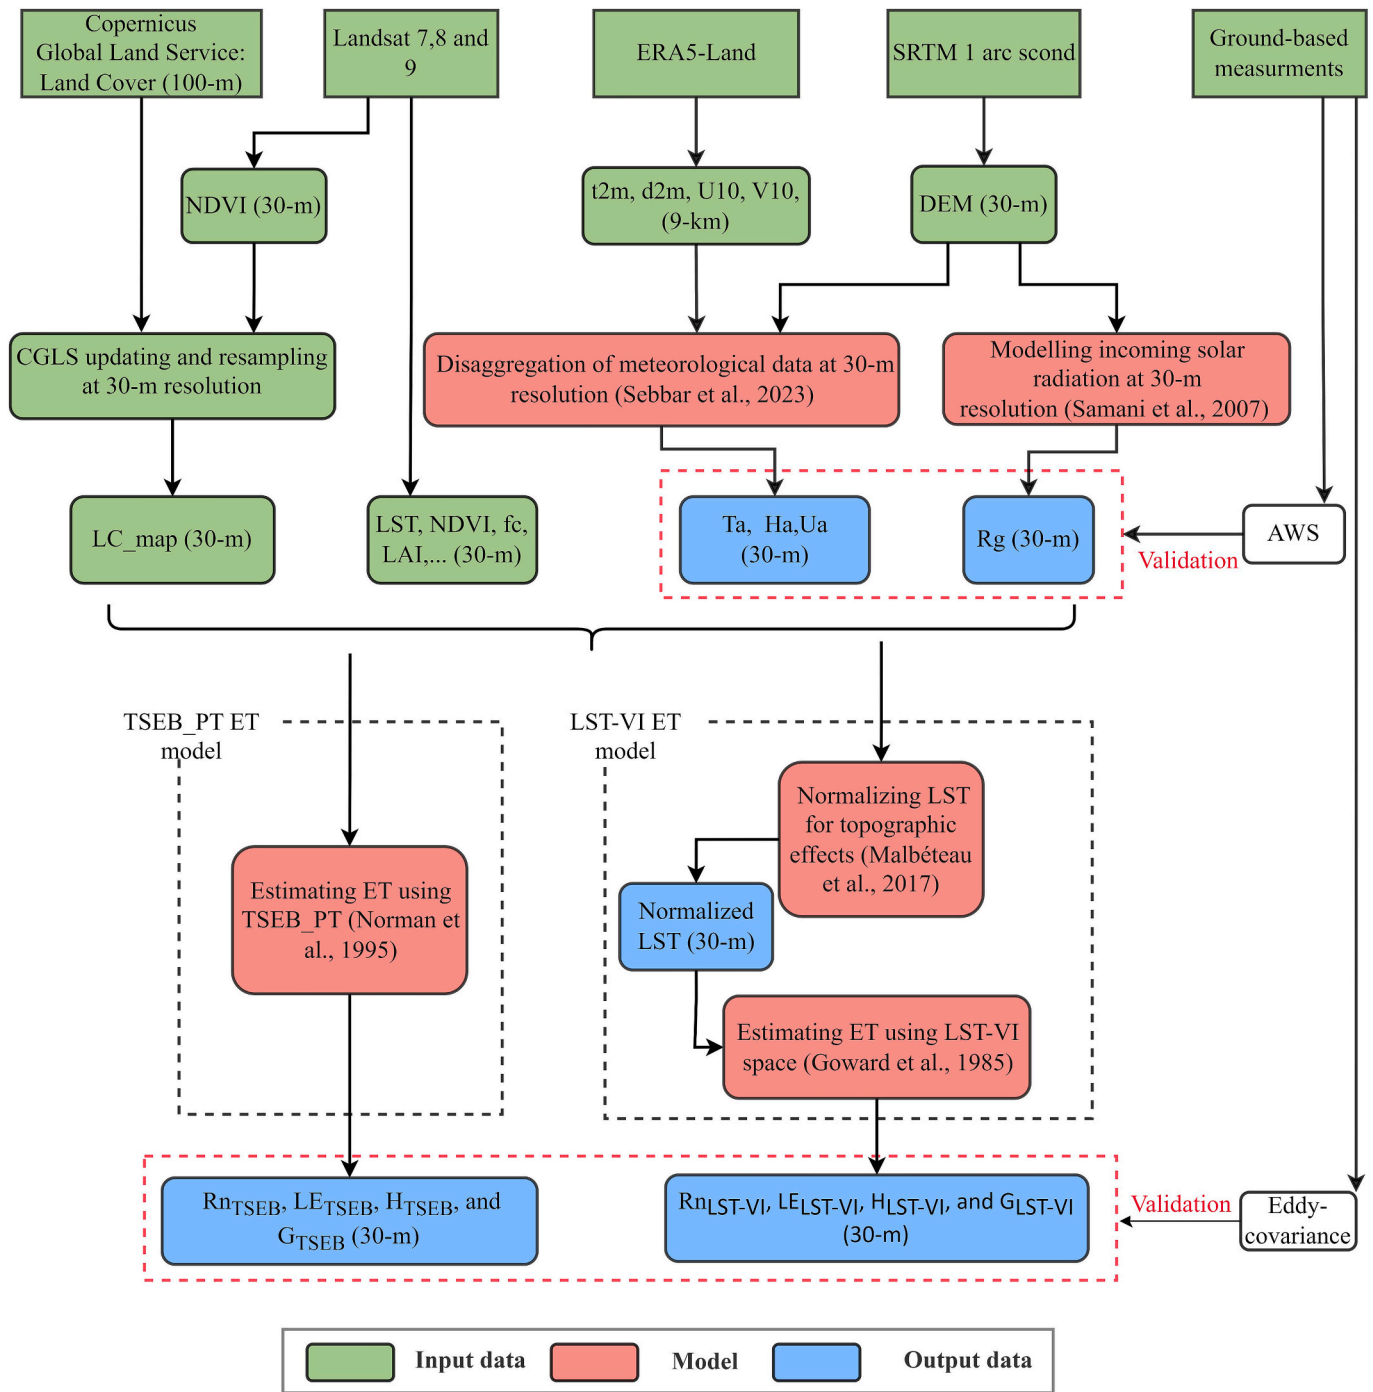 Copernicus
Global Land Service:
Land Cover (100-m)
Landsat 7,8 and
9
ERA5-Land
SRTM 1 arc scond
Ground-based
measurments
NDVI (30-m)
t2m, d2m, U10, V10,
(9-km)
DEM (30-m)
CGLS updating and resampling
at 30-m resolution
Disaggregation of meteorological data at 30-m
resolution (Sebbar et al., 2023)
Modelling incoming solar
radiation at 30-m
resolution (Samani et al., 2007)
LC_map (30-m)
LST, NDVI, fc,
LAI,... (30-m)
Ta, Ha,Ua
(30-m)
Rg (30-m)
AWS
Validation
TSEB_PT ET
model
LST-VI ET
model
Normalizing LST
for topographic
effects (Malbéteau
et al., 2017)
Estimating ET using
TSEB_PT (Norman et
al., 1995)
Normalized
LST (30-m)
Estimating ET using LST-VI
space (Goward et al., 1985)
RnTSEB, LETSEB, HTSEB, and
GTSEB (30-m)
RnLST-VI, LELST-VI, HLST-VI, and GLST-VI
(30-m)
Validation
Eddy-
covariance
Input data
Model
Output data